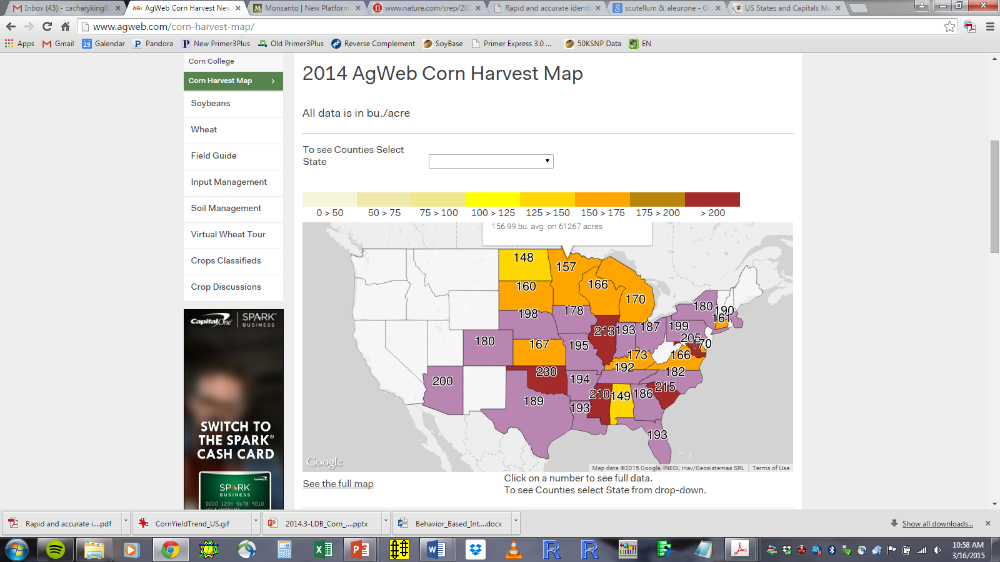 Inbox (43) - zacharyking0
AgWeb Corn Harvest New
Monsanto | New Platform
www.nature.com/srep/201
Rapid and accurate identi
scutellum & aleurone - Go
US States and Capitals Ma
www.agweb.com/corn-harvest-map/
Apps Gmail Galendar Pandora New Primer3Plus Old Primer3Plus Reverse Complement SoyBase Primer Express 3.0 ... 50KSNP Data EN
Corn College
Corn Harvest Map
Soybeans
Wheat
Field Guide
Input Management
Soil Management
Virtual Wheat Tour
Crops Classifieds
Crop Discussions
CapitalOne SPARK BUSINESS
SWITCH TO
THE SPARK®
CASH CARD
SPARK
BUSINESS
0000 1234 5678 9010
2014 AgWeb Corn Harvest Map
All data is in bu./acre
To see Counties Select
State
0 > 50 50 > 75 75 > 100 100 > 125 125 > 150 150 > 175 175 > 200 > 200
156.99 bu. avg. on 61267 acres
148
157
160
166
170
198
178
180
190
161
213
193
187
199
205
170
180
167
195
173
166
192
182
200
230
194
215
189
193
210
149
186
193
Google
Map data ©2015 Google, INEGI, Inav/Geosistemas SRL Terms of Use
See the full map
Click on a number to see full data.
To see Counties select State from drop-down.
Rapid and accurate i....pdf
CornYieldTrend_US.gif
2014.3-LDB_Corn_....pptx
Behavior_Based_Int....docx
Show all downloads...
10:58 AM
3/16/2015